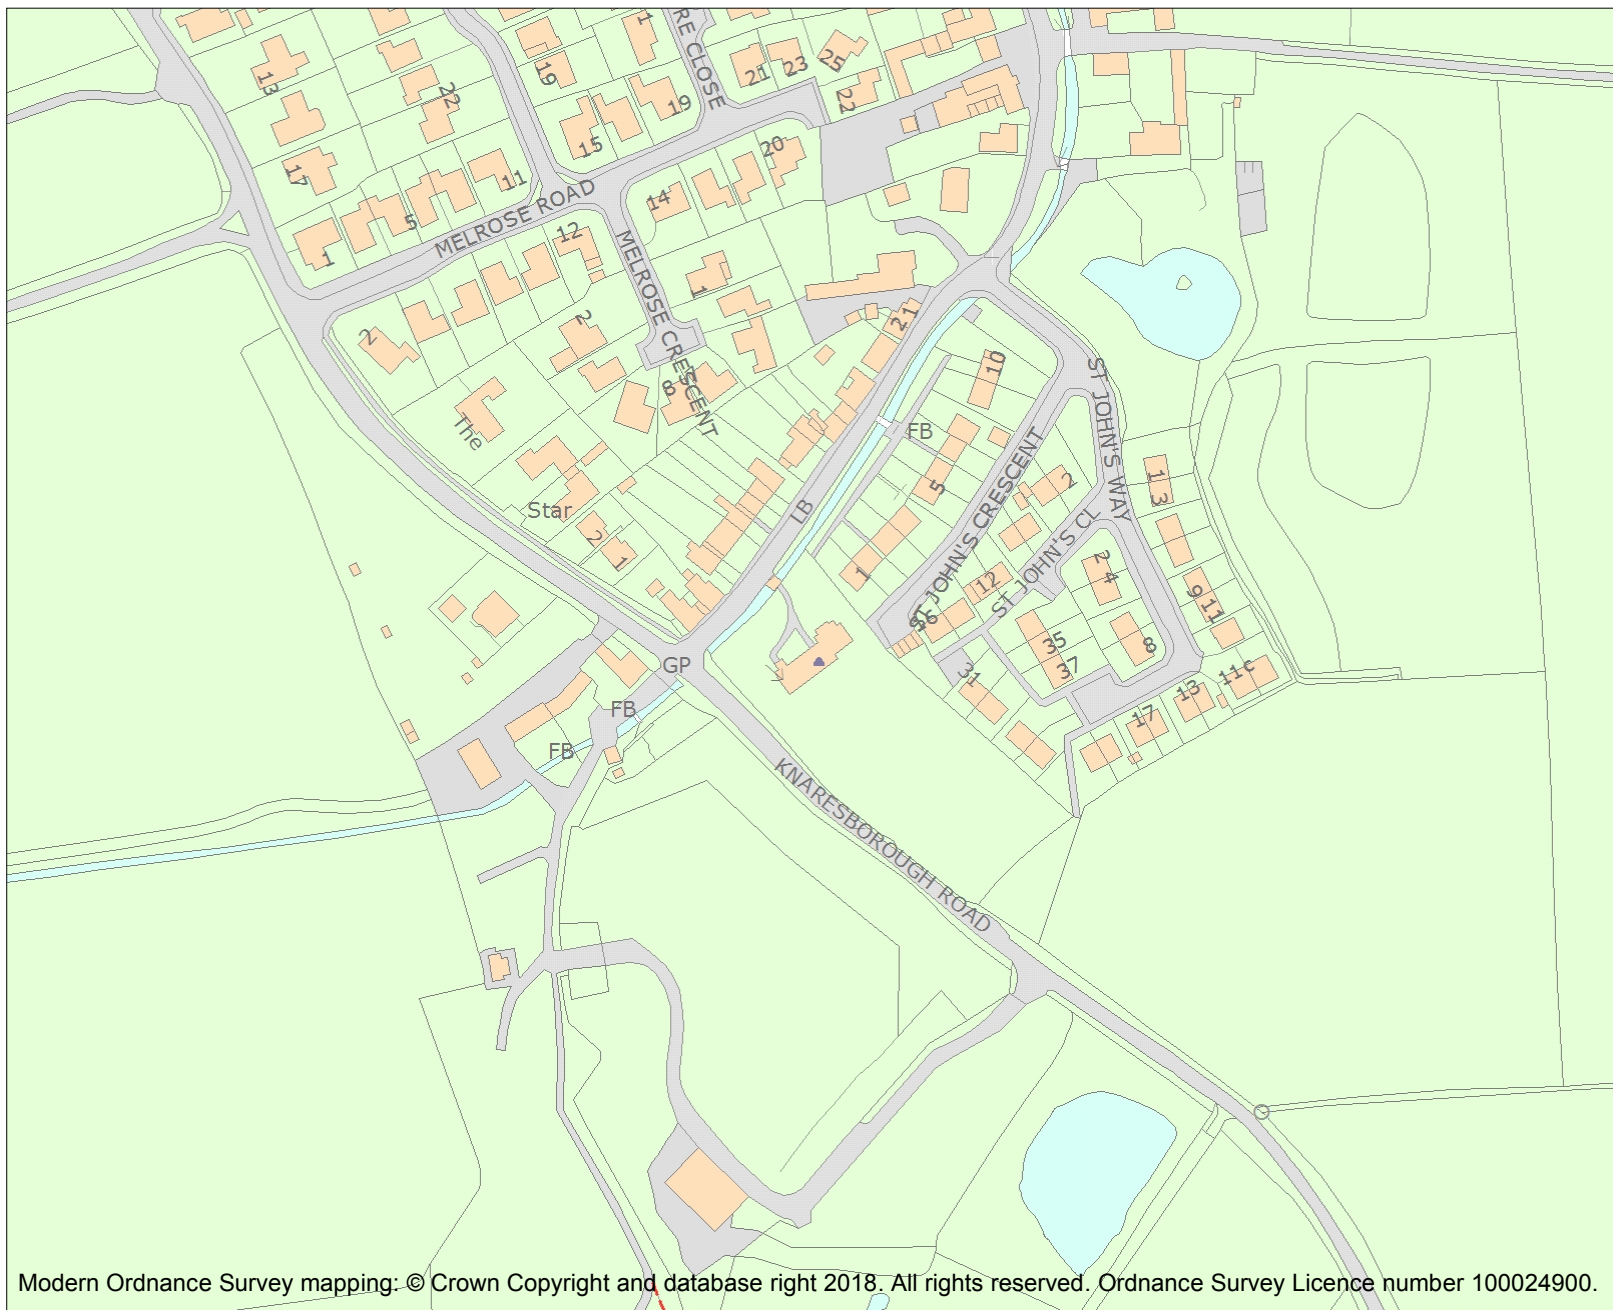 RE CLOSE
1
19
13
22
21
23
25
22
19
15
20
17
11
14
5
MELROSE ROAD
12
1
MELROSE CRESCENT
1
2
2
21
8
10
ST JOHN'S WAY
The
FB
ST JOHN'S CRESCENT
5
2
13
3
Star
LB
2
1
1
ST JOHN'S CL
12
2
4
9
11
16
35
37
8
31
11c
13
17
GP
FB
FB
KNARESBOROUGH ROAD
Modern Ordnance Survey mapping: © Crown Copyright and database right 2018. All rights reserved. Ordnance Survey Licence number 100024900.